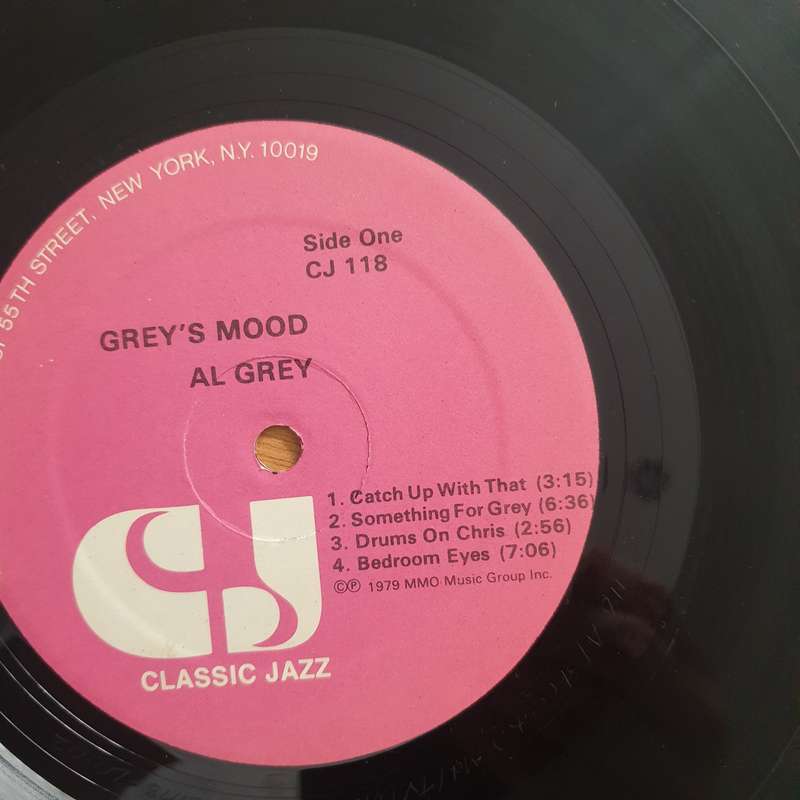 55TH STREET, NEW YORK, N.Y. 10019
Side One
CJ 118
GREY'S MOOD
AL GREY
1. Catch Up With That (3:15)
2. Something For Grey (6:36)
3. Drums On Chris (2:56)
4. Bedroom Eyes (7:06)
©℗ 1979 MMO Music Group Inc.
CJ
CLASSIC JAZZ